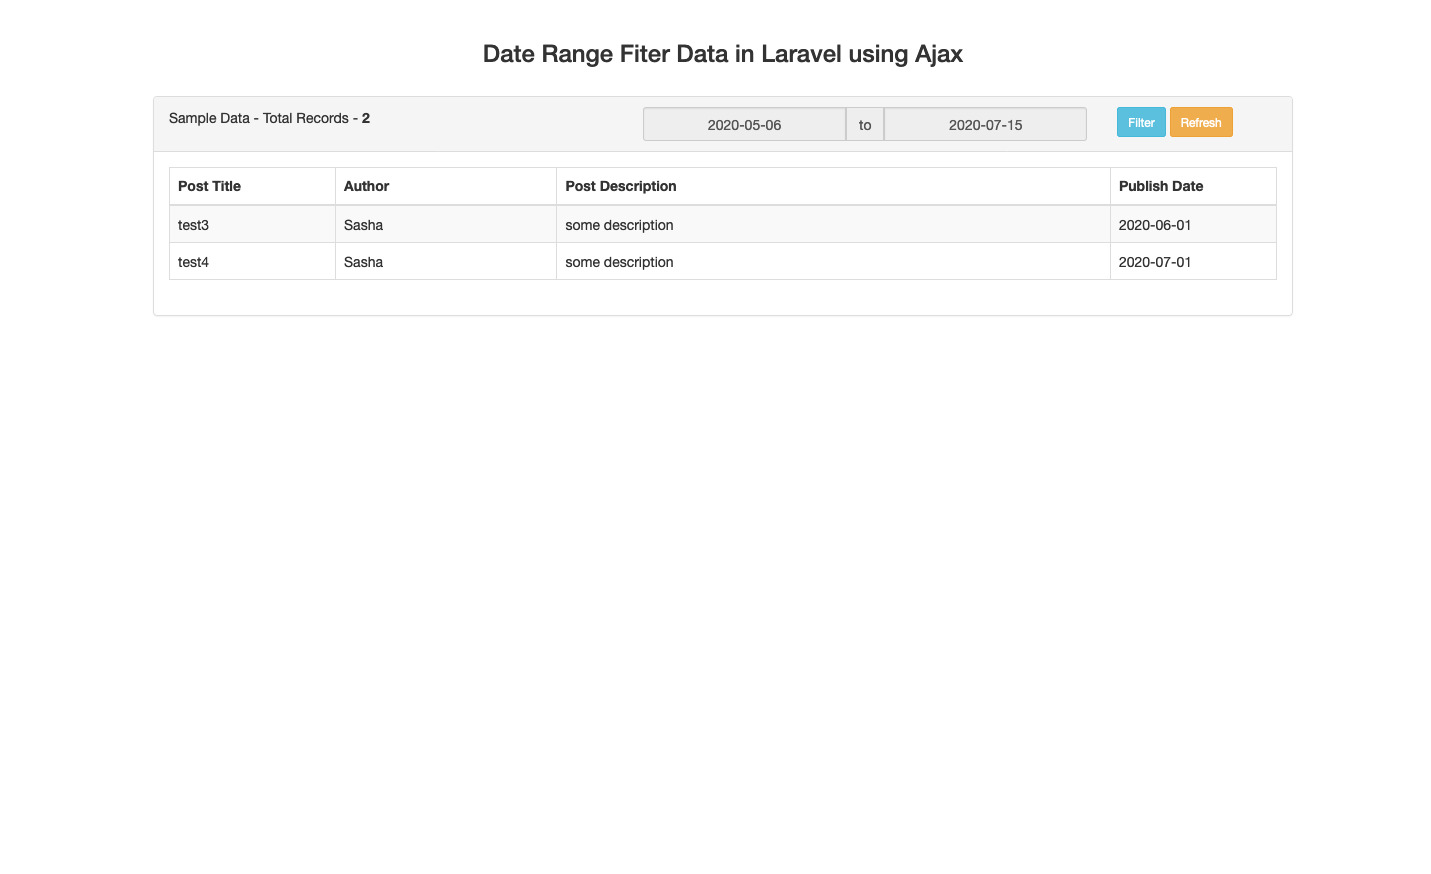 Date Range Fiter Data in Laravel using Ajax
Sample Data - Total Records - 2 2020-05-06 to 2020-07-15 Filter Refresh
Post Title Author Post Description Publish Date
test3 Sasha some description 2020-06-01
test4 Sasha some description 2020-07-01